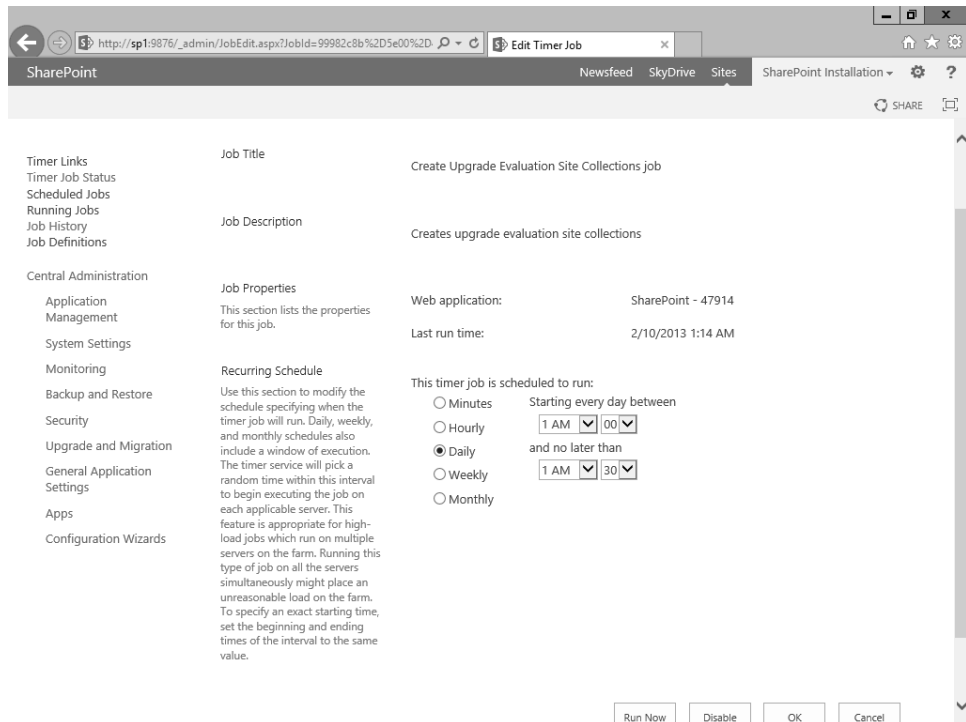 http://sp1:9876/_admin/JobEdit.aspx?JobId=99982c8b%2D5e00%2D
Edit Timer Job
SharePoint
Newsfeed SkyDrive Sites SharePoint Installation ?
SHARE
Timer Links
Timer Job Status
Scheduled Jobs
Running Jobs
Job History
Job Definitions
Central Administration
Application
Management
System Settings
Monitoring
Backup and Restore
Security
Upgrade and Migration
General Application
Settings
Apps
Configuration Wizards
Job Title
Create Upgrade Evaluation Site Collections job
Job Description
Creates upgrade evaluation site collections
Job Properties
This section lists the properties
for this job.
Web application: SharePoint - 47914
Last run time: 2/10/2013 1:14 AM
Recurring Schedule
Use this section to modify the
schedule specifying when the
timer job will run. Daily, weekly,
and monthly schedules also
include a window of execution.
The timer service will pick a
random time within this interval
to begin executing the job on
each applicable server. This
feature is appropriate for high-
load jobs which run on multiple
servers on the farm. Running this
type of job on all the servers
simultaneously might place an
unreasonable load on the farm.
To specify an exact starting time,
set the beginning and ending
times of the interval to the same
value.
This timer job is scheduled to run:
Minutes
Hourly
Daily
Weekly
Monthly
Starting every day between
1 AM 00
and no later than
1 AM 30
Run Now Disable OK Cancel